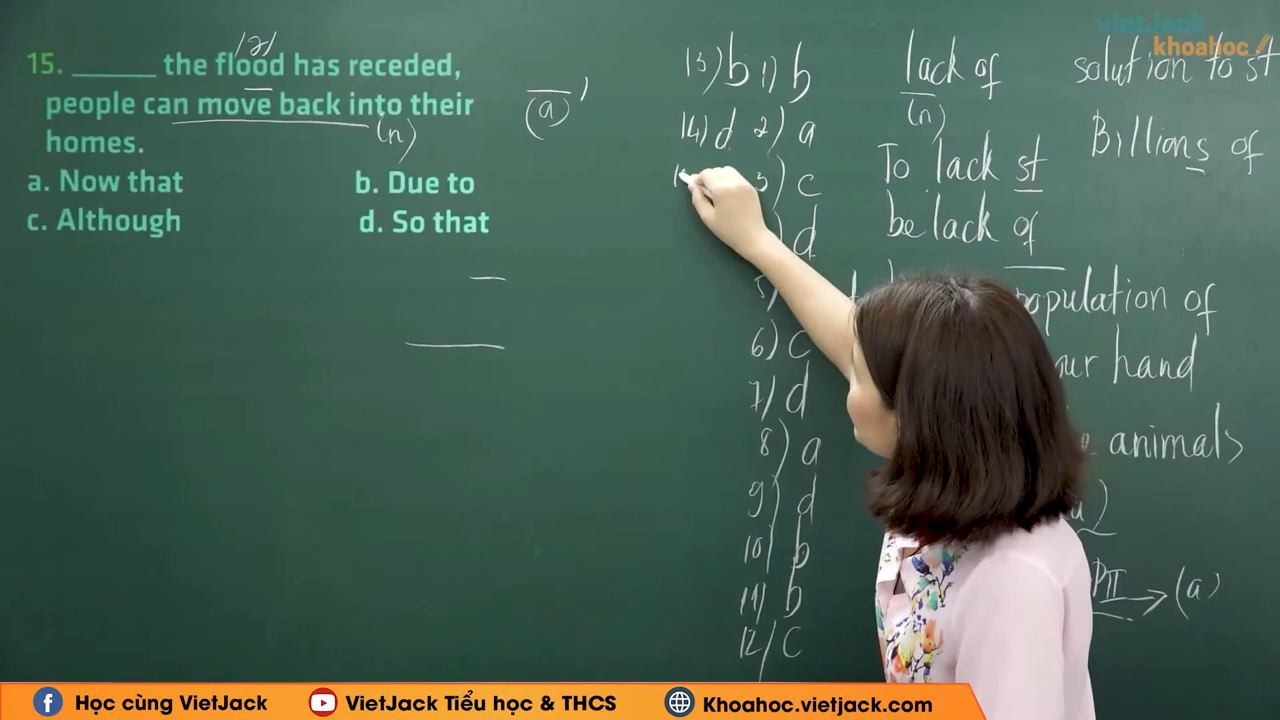 vietjack
khoahoc
15. ______ the flood has receded,
people can move back into their
homes.
a. Now that
b. Due to
c. Although
d. So that
/ə/
(n)
(a)
13) b
14) d
1) b
2) a
3) c
) d
5)
6) c
7) d
8) a
9) d
10) b
11) b
12) c
lack of
(n)
To lack st
be lack of
population of
hand
animals
PII → (a)
solution to st
Billions of
Học cùng VietJack
VietJack Tiểu học & THCS
Khoahoc.vietjack.com